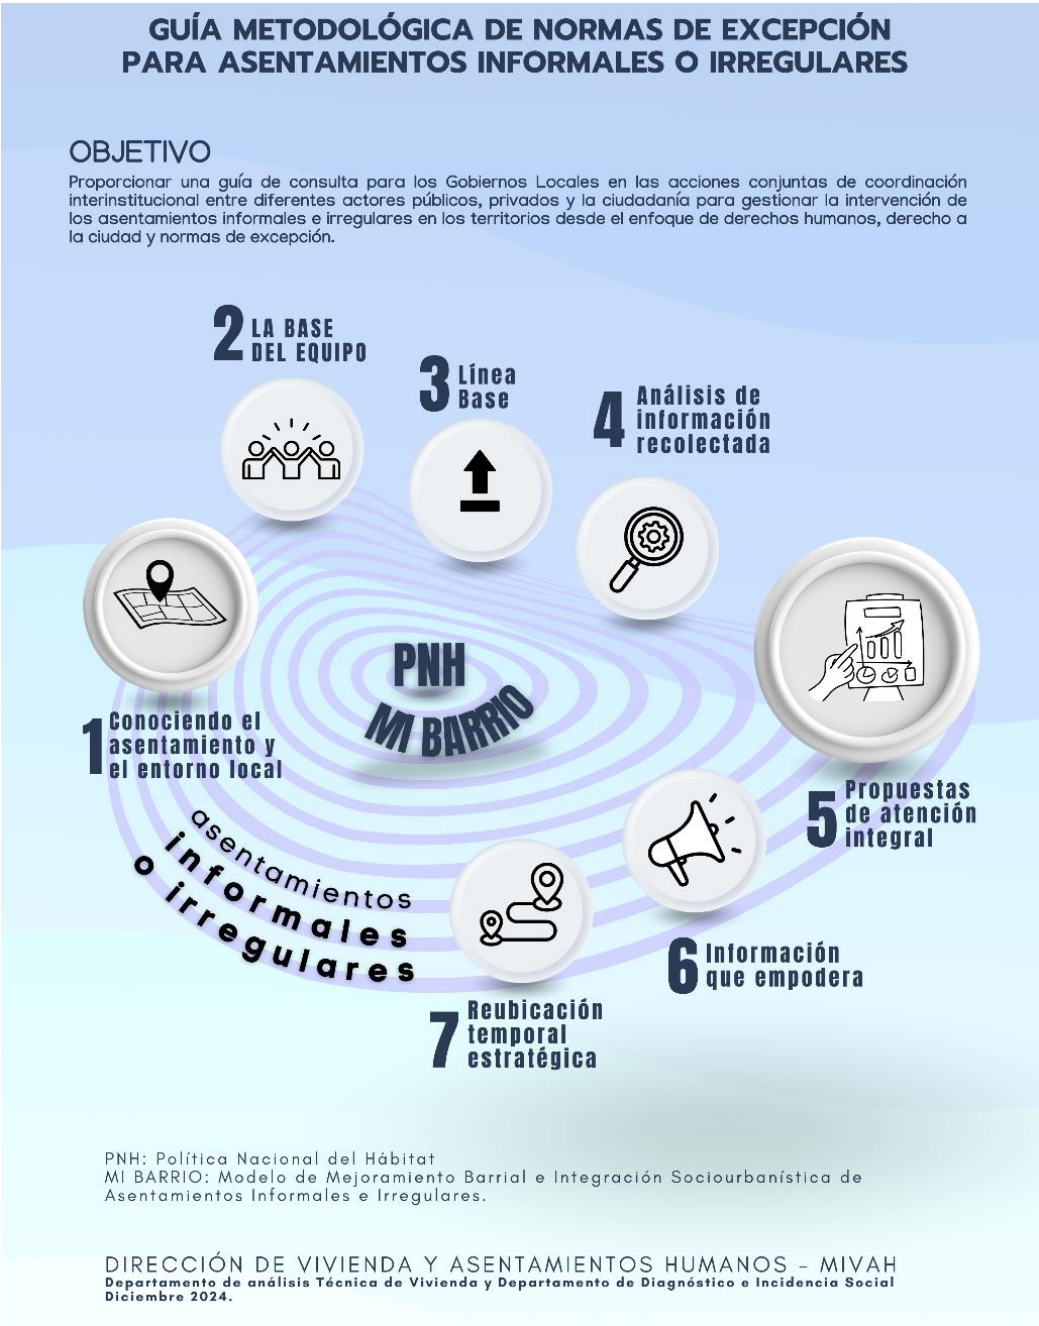 GUÍA METODOLÓGICA DE NORMAS DE EXCEPCIÓN
PARA ASENTAMIENTOS INFORMALES O IRREGULARES
OBJETIVO
Proporcionar una guía de consulta para los Gobiernos Locales en las acciones conjuntas de coordinación
interinstitucional entre diferentes actores públicos, privados y la ciudadanía para gestionar la intervención de
los asentamientos informales e irregulares en los territorios desde el enfoque de derechos humanos, derecho a
la ciudad y normas de excepción.
2 LA BASE
DEL EQUIPO
3 Línea
Base
4 Análisis de
información
recolectada
PNH
MI BARRIO
1 Conociendo el
asentamiento y
el entorno local
5 Propuestas
de atención
integral
asentamientos
informales
o irregulares
6 Información
que empodera
7 Reubicación
temporal
estratégica
PNH: Política Nacional del Hábitat
MI BARRIO: Modelo de Mejoramiento Barrial e Integración Sociourbanística de
Asentamientos Informales e Irregulares.
DIRECCIÓN DE VIVIENDA Y ASENTAMIENTOS HUMANOS - MIVAH
Departamento de análisis Técnica de Vivienda y Departamento de Diagnóstico e Incidencia Social
Diciembre 2024.